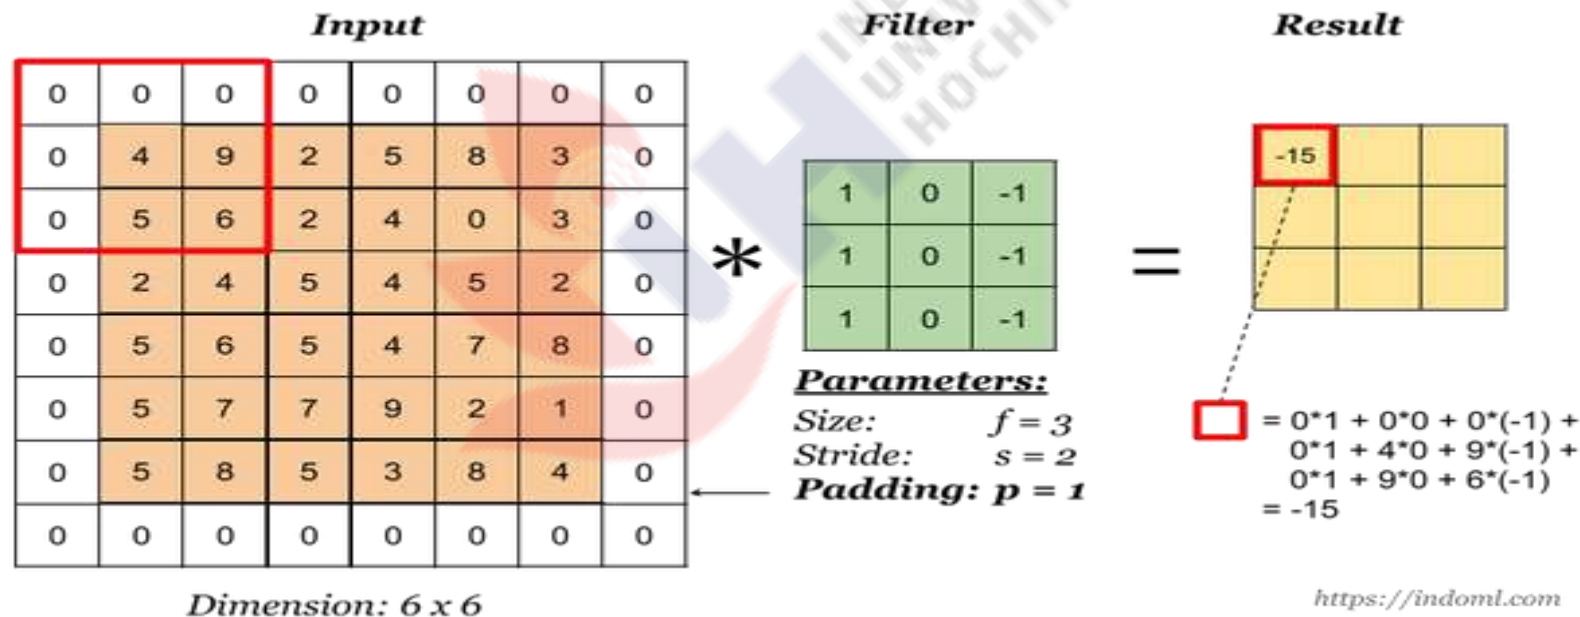 Input
0 0 0 0 0 0 0 0
0 4 9 2 5 8 3 0
0 5 6 2 4 0 3 0
0 2 4 5 4 5 2 0
0 5 6 5 4 7 8 0
0 5 7 7 9 2 1 0
0 5 8 5 3 8 4 0
0 0 0 0 0 0 0 0
Dimension: 6 x 6
*
Filter
1 0 -1
1 0 -1
1 0 -1
Parameters:
Size: f = 3
Stride: s = 2
Padding: p = 1
=
Result
-15
= 0*1 + 0*0 + 0*(-1) +
0*1 + 4*0 + 9*(-1) +
0*1 + 9*0 + 6*(-1)
= -15
https://indoml.com